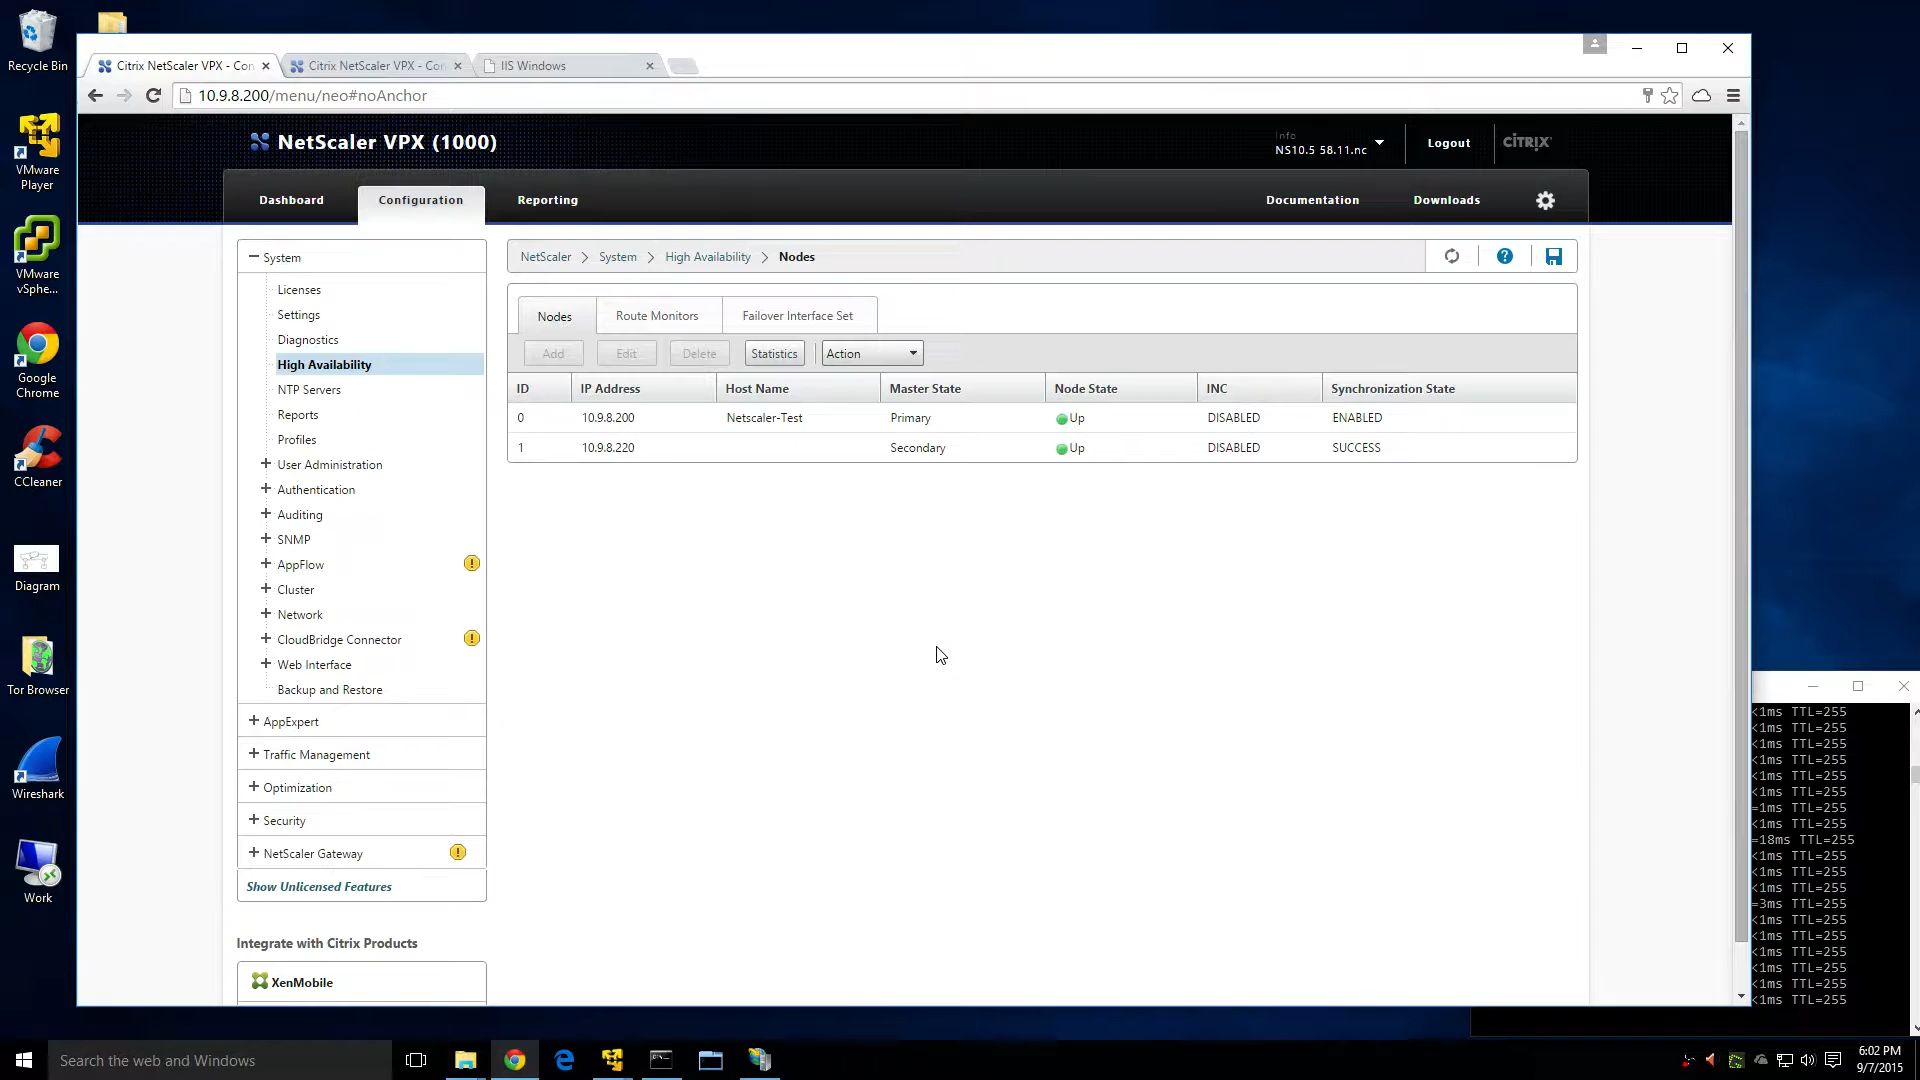 Recycle Bin
VMware
Player
VMware
vSphe...
Google
Chrome
CCleaner
Diagram
Tor Browser
Wireshark
Work
Citrix NetScaler VPX - Con
Citrix NetScaler VPX - Con
IIS Windows
10.9.8.200/menu/neo#noAnchor
NetScaler VPX (1000)
Info
NS10.5 58.11.nc
Logout
CITRIX
Dashboard
Configuration
Reporting
Documentation
Downloads
System
Licenses
Settings
Diagnostics
High Availability
NTP Servers
Reports
Profiles
User Administration
Authentication
Auditing
SNMP
AppFlow
Cluster
Network
CloudBridge Connector
Web Interface
Backup and Restore
AppExpert
Traffic Management
Optimization
Security
NetScaler Gateway
Show Unlicensed Features
Integrate with Citrix Products
XenMobile
NetScaler > System > High Availability > Nodes
Nodes Route Monitors Failover Interface Set
Add Edit Delete Statistics Action
ID IP Address Host Name Master State Node State INC Synchronization State
0 10.9.8.200 Netscaler-Test Primary Up DISABLED ENABLED
1 10.9.8.220 Secondary Up DISABLED SUCCESS
<1ms TTL=255
<1ms TTL=255
<1ms TTL=255
<1ms TTL=255
<1ms TTL=255
<1ms TTL=255
=1ms TTL=255
<1ms TTL=255
=18ms TTL=255
<1ms TTL=255
<1ms TTL=255
<1ms TTL=255
=3ms TTL=255
<1ms TTL=255
<1ms TTL=255
<1ms TTL=255
<1ms TTL=255
<1ms TTL=255
<1ms TTL=255
Search the web and Windows
6:02 PM
9/7/2015